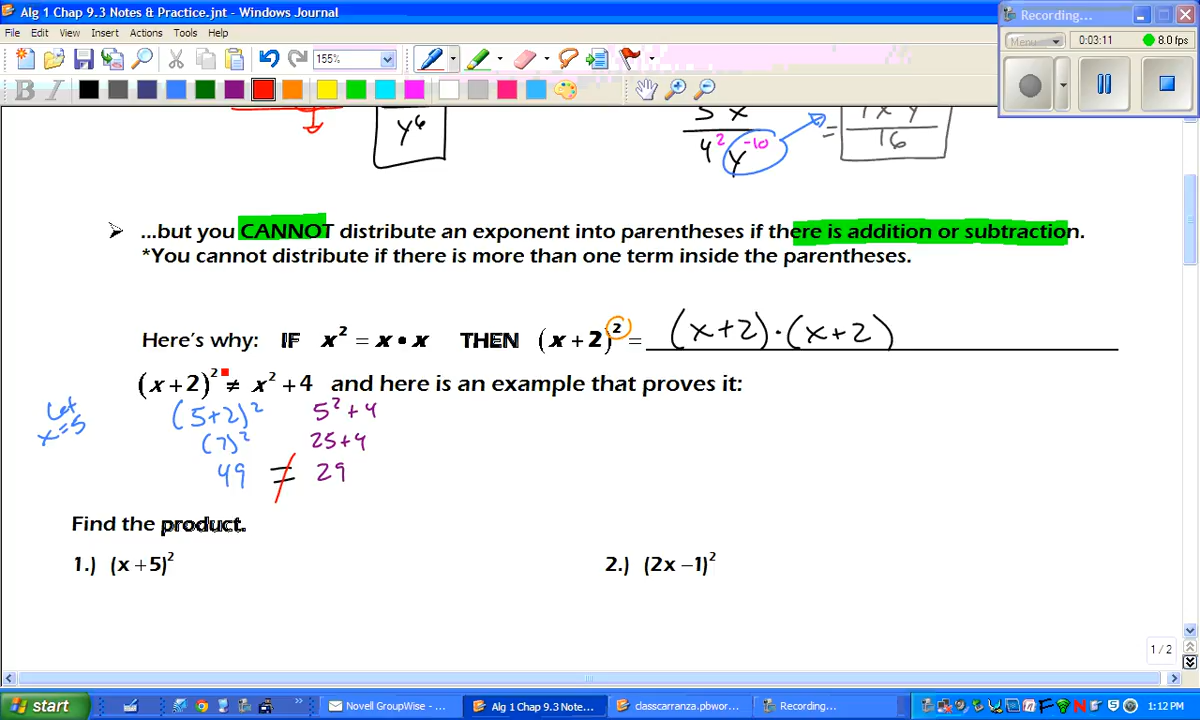 Alg 1 Chap 9.3 Notes & Practice.jnt - Windows Journal
Recording...
File Edit View Insert Actions Tools Help
Menu 0:03:11 8.0 fps
155%
B I
y⁶
4² y⁻¹⁰ = 16
...but you CANNOT distribute an exponent into parentheses if there is addition or subtraction.
*You cannot distribute if there is more than one term inside the parentheses.
Here's why: IF x² = x • x THEN (x + 2)² = (x+2)·(x+2)
(x + 2)² ≠ x² + 4 and here is an example that proves it:
Let x=5
(5+2)² 5²+4
(7)² 25+4
49 ≠ 29
Find the product.
1.) (x + 5)²
2.) (2x – 1)²
1 / 2
start
Novell GroupWise - ...
Alg 1 Chap 9.3 Note...
classcarranza.pbwor...
Recording...
1:12 PM